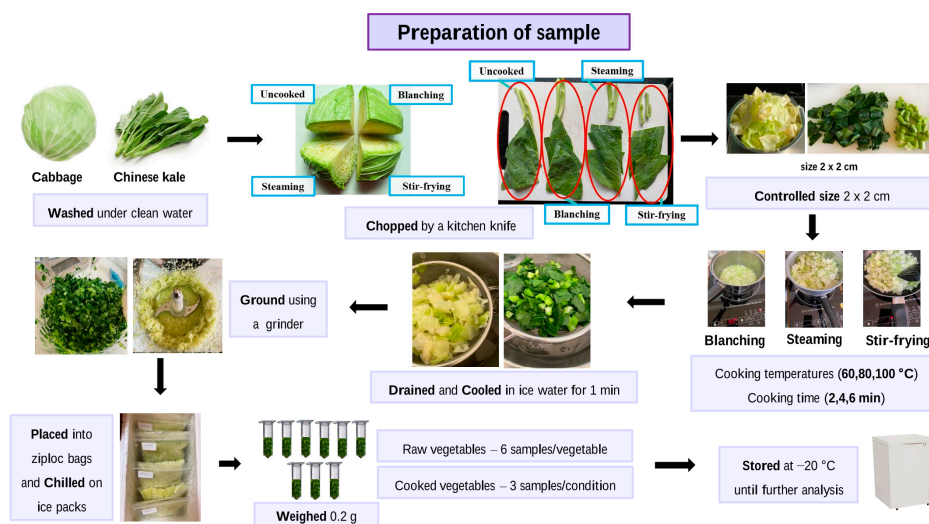 Preparation of sample
Uncooked
Blanching
Steaming
Stir-frying
Uncooked
Steaming
Blanching
Stir-frying
Cabbage
Chinese kale
Washed under clean water
Chopped by a kitchen knife
size 2 x 2 cm
Controlled size 2 x 2 cm
Blanching
Steaming
Stir-frying
Cooking temperatures (60,80,100 °C)
Cooking time (2,4,6 min)
Drained and Cooled in ice water for 1 min
Ground using
a grinder
Placed into
ziploc bags
and Chilled on
ice packs
Weighed 0.2 g
Raw vegetables – 6 samples/vegetable
Cooked vegetables – 3 samples/condition
Stored at −20 °C
until further analysis